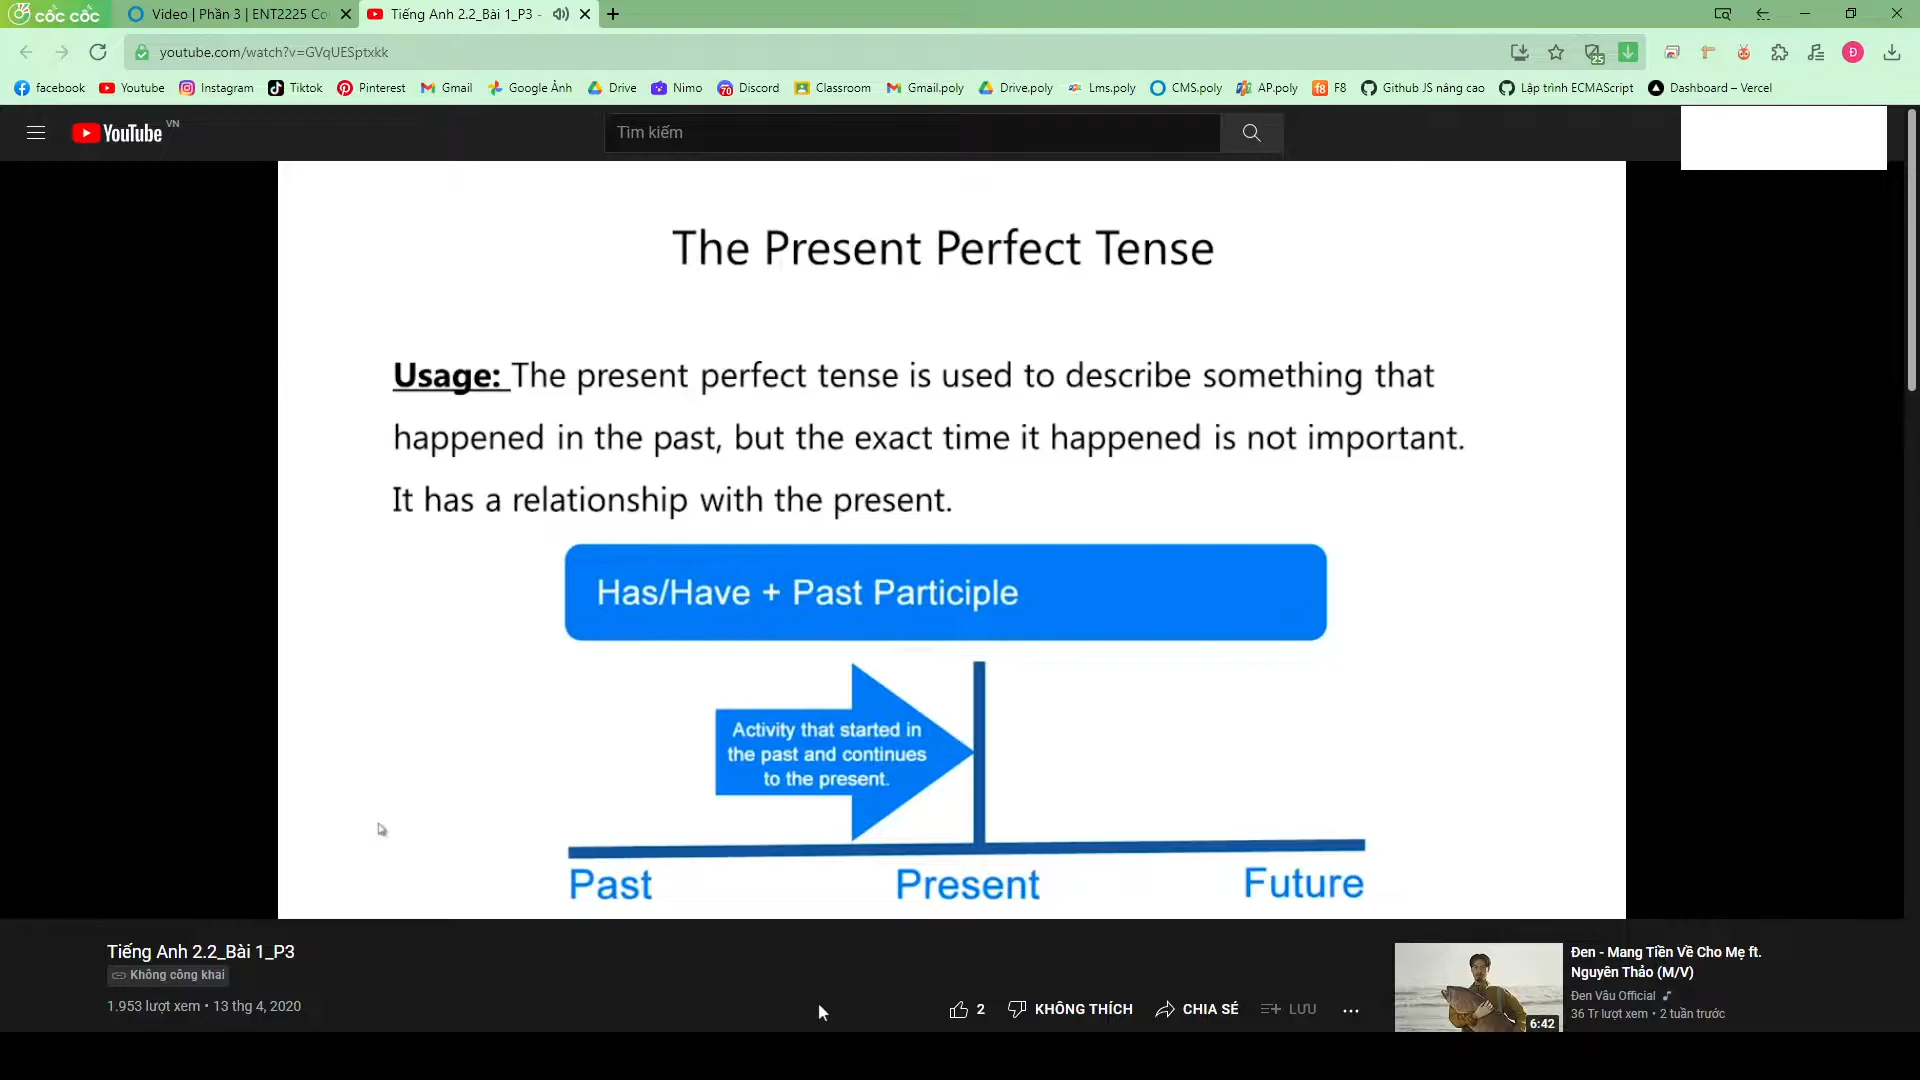 cốc cốc
Video | Phần 3 | ENT2225 Co
Tiếng Anh 2.2_Bài 1_P3 -
youtube.com/watch?v=GVqUESptxkk
25
Đ
facebook
Youtube
Instagram
Tiktok
Pinterest
Gmail
Google Ảnh
Drive
Nimo
70
Discord
Classroom
Gmail.poly
Drive.poly
Lms.poly
CMS.poly
AP.poly
f8
F8
Github JS nâng cao
Lập trình ECMAScript
Dashboard – Vercel
YouTube VN
Tìm kiếm
The Present Perfect Tense
Usage: The present perfect tense is used to describe something that
happened in the past, but the exact time it happened is not important.
It has a relationship with the present.
Has/Have + Past Participle
Activity that started in
the past and continues
to the present.
Past
Present
Future
Tiếng Anh 2.2_Bài 1_P3
Không công khai
1.953 lượt xem • 13 thg 4, 2020
2
KHÔNG THÍCH
CHIA SẺ
LƯU
6:42
Đen - Mang Tiền Về Cho Mẹ ft.
Nguyên Thảo (M/V)
Đen Vâu Official
36 Tr lượt xem • 2 tuần trước